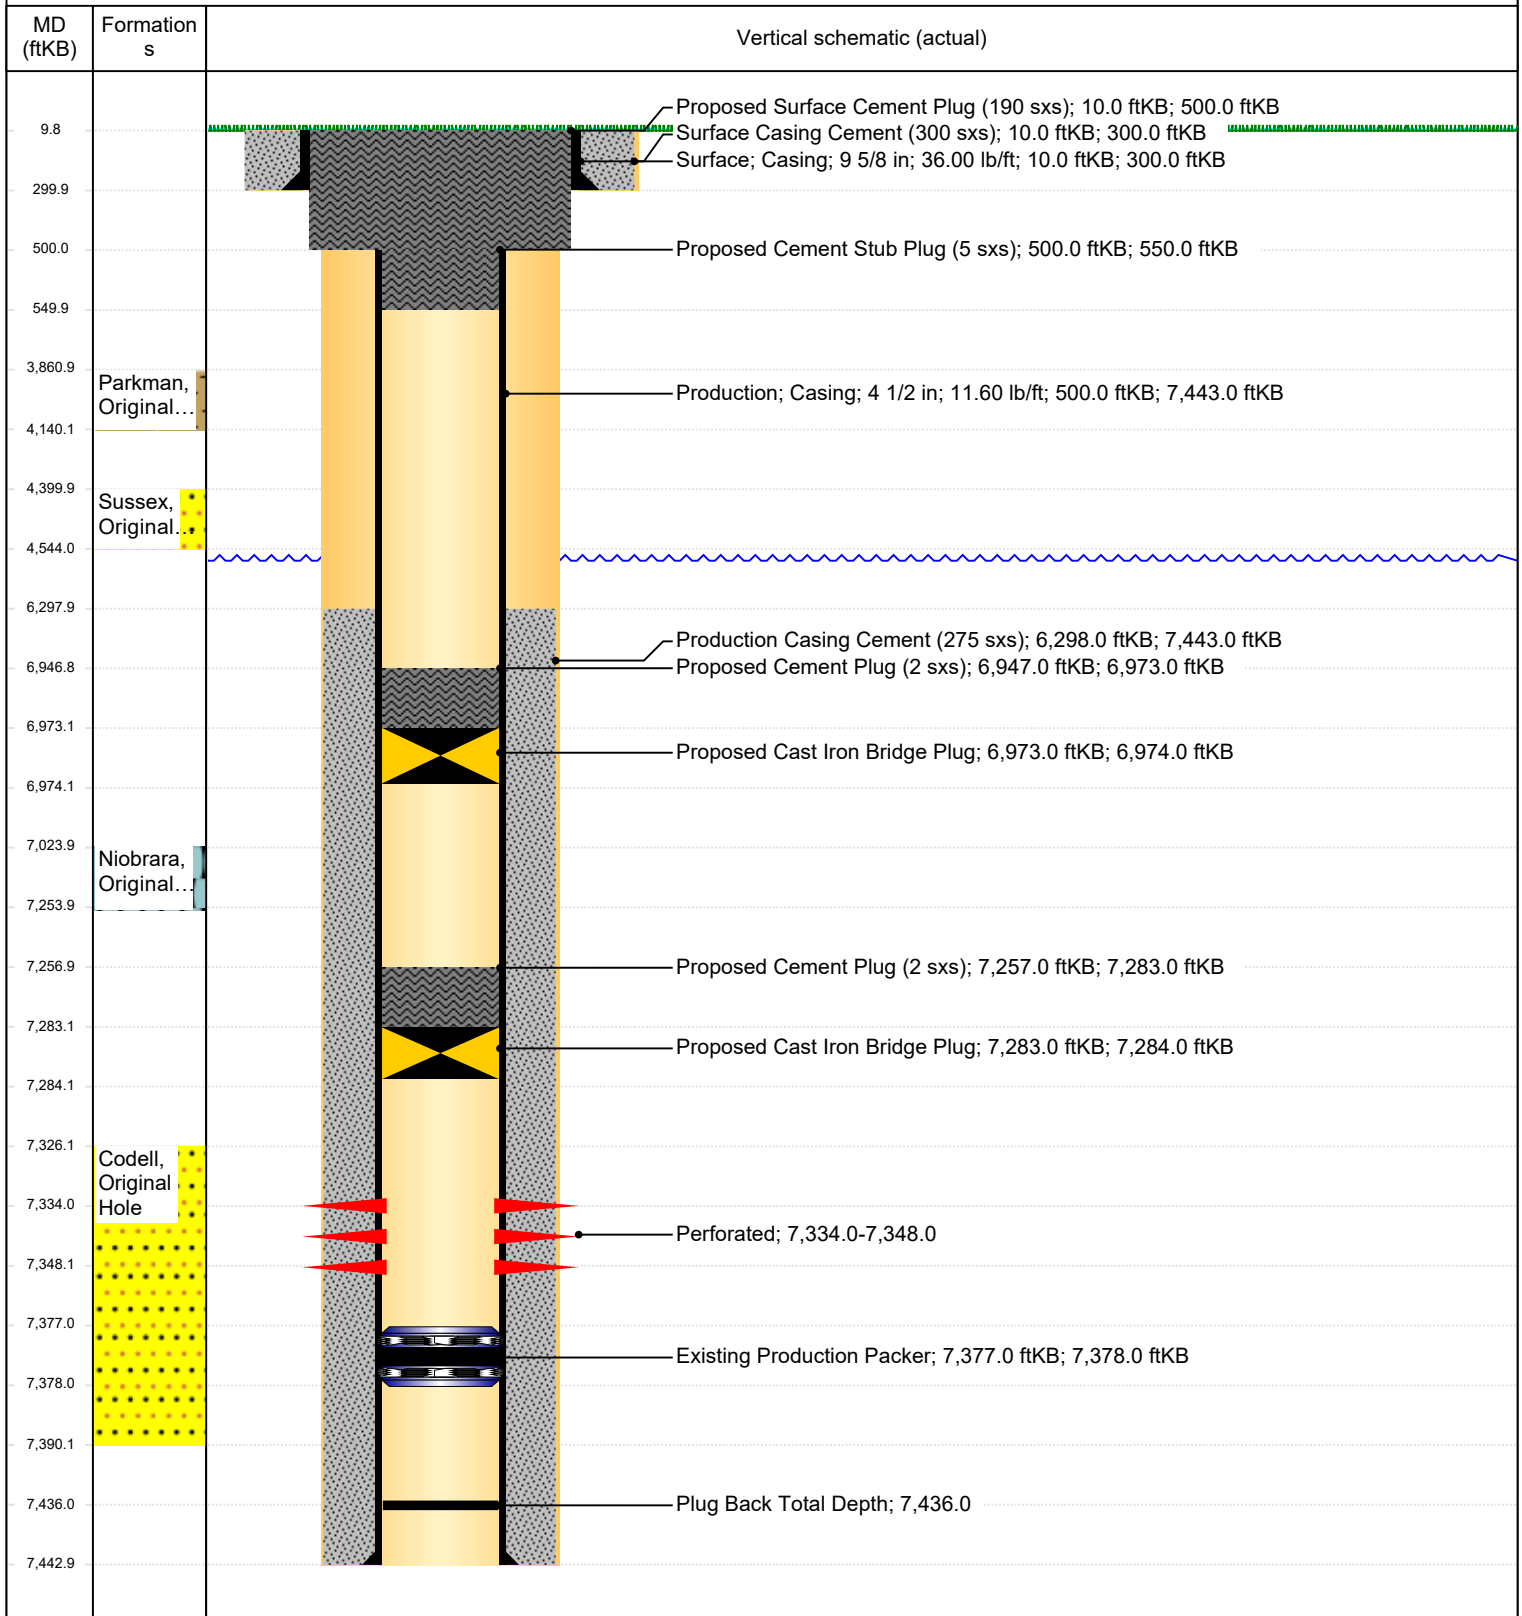 MD
(ftKB)
Formation
s
Vertical schematic (actual)
9.8
299.9
500.0
549.9
3,860.9
4,140.1
4,399.9
4,544.0
6,297.9
6,946.8
6,973.1
6,974.1
7,023.9
7,253.9
7,256.9
7,283.1
7,284.1
7,326.1
7,334.0
7,348.1
7,377.0
7,378.0
7,390.1
7,436.0
7,442.9
Parkman,
Original...
Sussex,
Original...
Niobrara,
Original...
Codell,
Original
Hole
Proposed Surface Cement Plug (190 sxs); 10.0 ftKB; 500.0 ftKB
Surface Casing Cement (300 sxs); 10.0 ftKB; 300.0 ftKB
Surface; Casing; 9 5/8 in; 36.00 lb/ft; 10.0 ftKB; 300.0 ftKB
Proposed Cement Stub Plug (5 sxs); 500.0 ftKB; 550.0 ftKB
Production; Casing; 4 1/2 in; 11.60 lb/ft; 500.0 ftKB; 7,443.0 ftKB
Production Casing Cement (275 sxs); 6,298.0 ftKB; 7,443.0 ftKB
Proposed Cement Plug (2 sxs); 6,947.0 ftKB; 6,973.0 ftKB
Proposed Cast Iron Bridge Plug; 6,973.0 ftKB; 6,974.0 ftKB
Proposed Cement Plug (2 sxs); 7,257.0 ftKB; 7,283.0 ftKB
Proposed Cast Iron Bridge Plug; 7,283.0 ftKB; 7,284.0 ftKB
Perforated; 7,334.0-7,348.0
Existing Production Packer; 7,377.0 ftKB; 7,378.0 ftKB
Plug Back Total Depth; 7,436.0